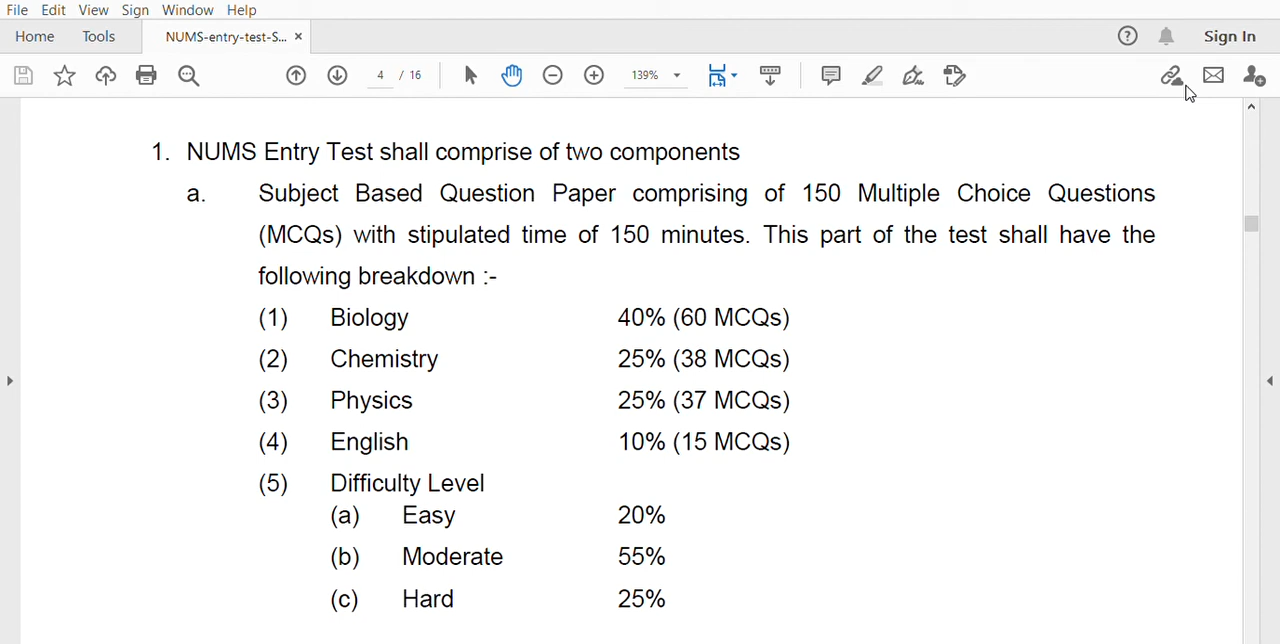 File Edit View Sign Window Help
Home Tools NUMS-entry-test-S... × ? Sign In
4 / 16 139%
1. NUMS Entry Test shall comprise of two components
a. Subject Based Question Paper comprising of 150 Multiple Choice Questions
(MCQs) with stipulated time of 150 minutes. This part of the test shall have the
following breakdown :-
(1) Biology 40% (60 MCQs)
(2) Chemistry 25% (38 MCQs)
(3) Physics 25% (37 MCQs)
(4) English 10% (15 MCQs)
(5) Difficulty Level
(a) Easy 20%
(b) Moderate 55%
(c) Hard 25%